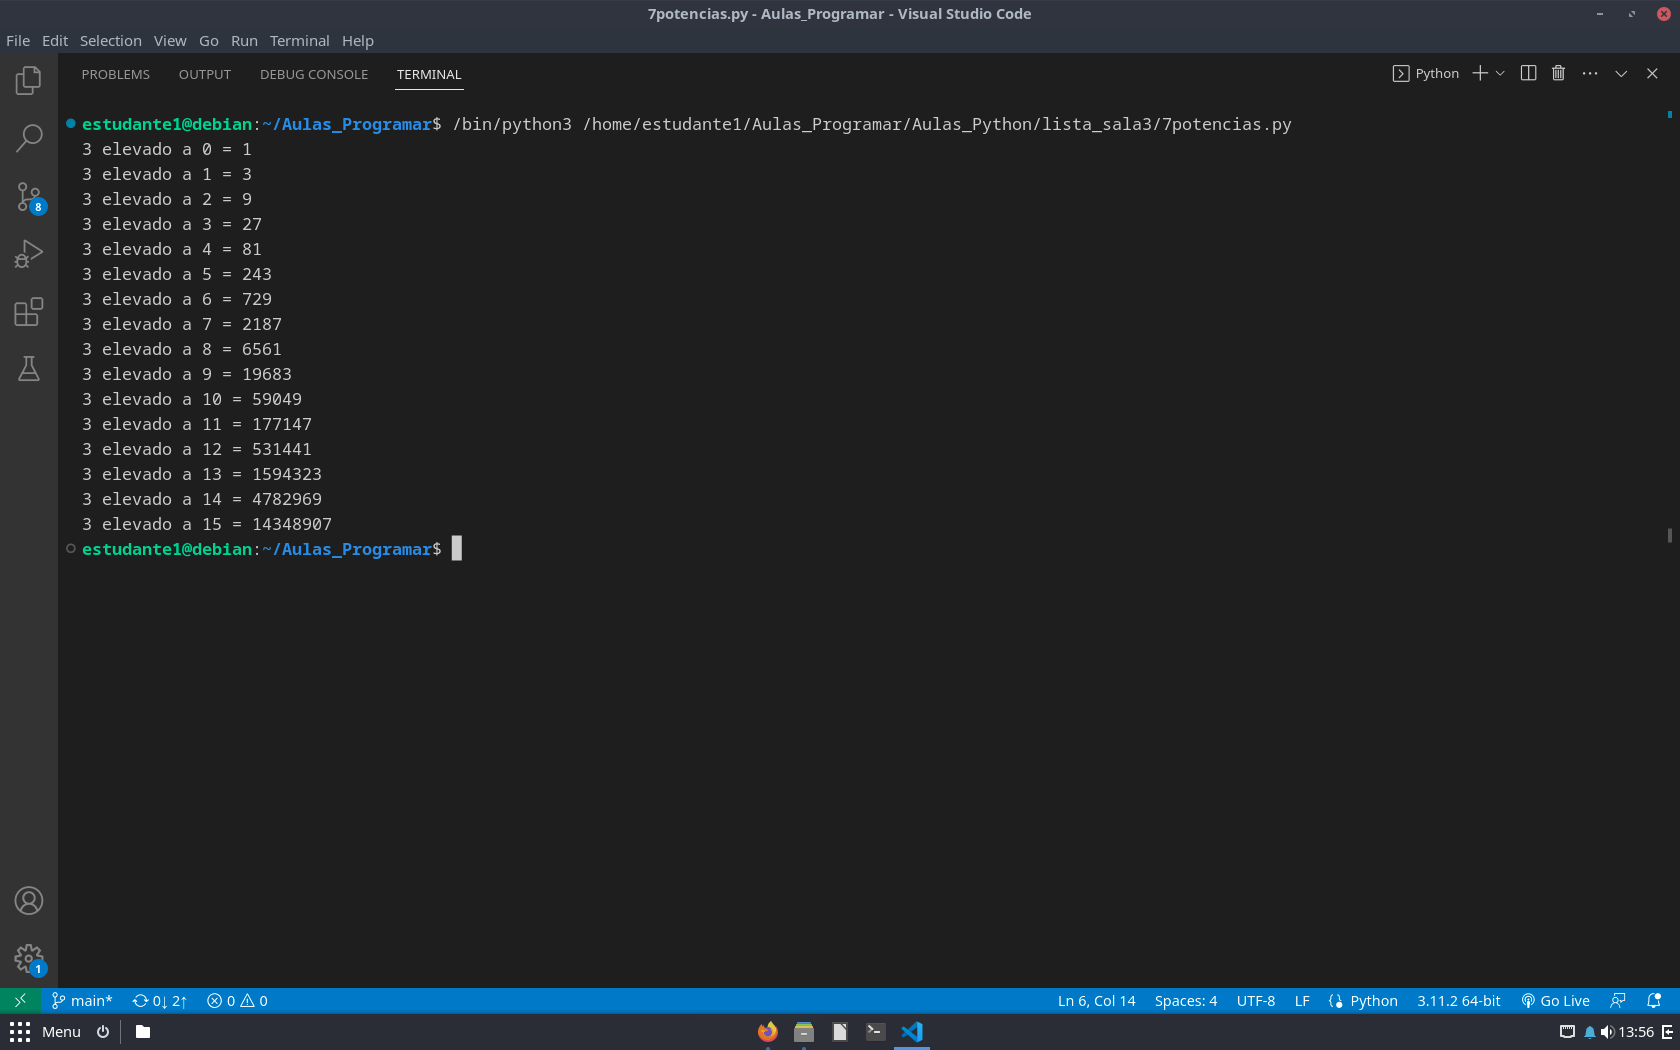 7potencias.py - Aulas_Programar - Visual Studio Code
File Edit Selection View Go Run Terminal Help
PROBLEMS OUTPUT DEBUG CONSOLE TERMINAL Python
estudante1@debian:~/Aulas_Programar$ /bin/python3 /home/estudante1/Aulas_Programar/Aulas_Python/lista_sala3/7potencias.py
3 elevado a 0 = 1
3 elevado a 1 = 3
3 elevado a 2 = 9
3 elevado a 3 = 27
3 elevado a 4 = 81
3 elevado a 5 = 243
3 elevado a 6 = 729
3 elevado a 7 = 2187
3 elevado a 8 = 6561
3 elevado a 9 = 19683
3 elevado a 10 = 59049
3 elevado a 11 = 177147
3 elevado a 12 = 531441
3 elevado a 13 = 1594323
3 elevado a 14 = 4782969
3 elevado a 15 = 14348907
estudante1@debian:~/Aulas_Programar$
8
1
main* 0↓ 2↑ 0 0 Ln 6, Col 14 Spaces: 4 UTF-8 LF Python 3.11.2 64-bit Go Live
Menu 13:56